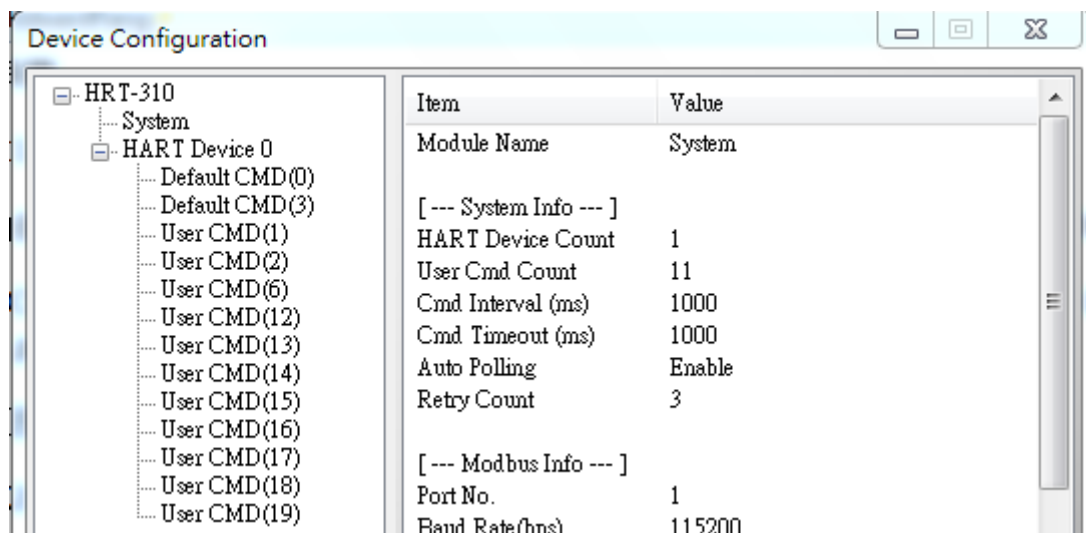 Device Configuration
HRT-310
System
HART Device 0
Default CMD(0)
Default CMD(3)
User CMD(1)
User CMD(2)
User CMD(6)
User CMD(12)
User CMD(13)
User CMD(14)
User CMD(15)
User CMD(16)
User CMD(17)
User CMD(18)
User CMD(19)
Item Value
Module Name System
[ --- System Info --- ]
HART Device Count 1
User Cmd Count 11
Cmd Interval (ms) 1000
Cmd Timeout (ms) 1000
Auto Polling Enable
Retry Count 3
[ --- Modbus Info --- ]
Port No. 1
Baud Rate(bps) 115200